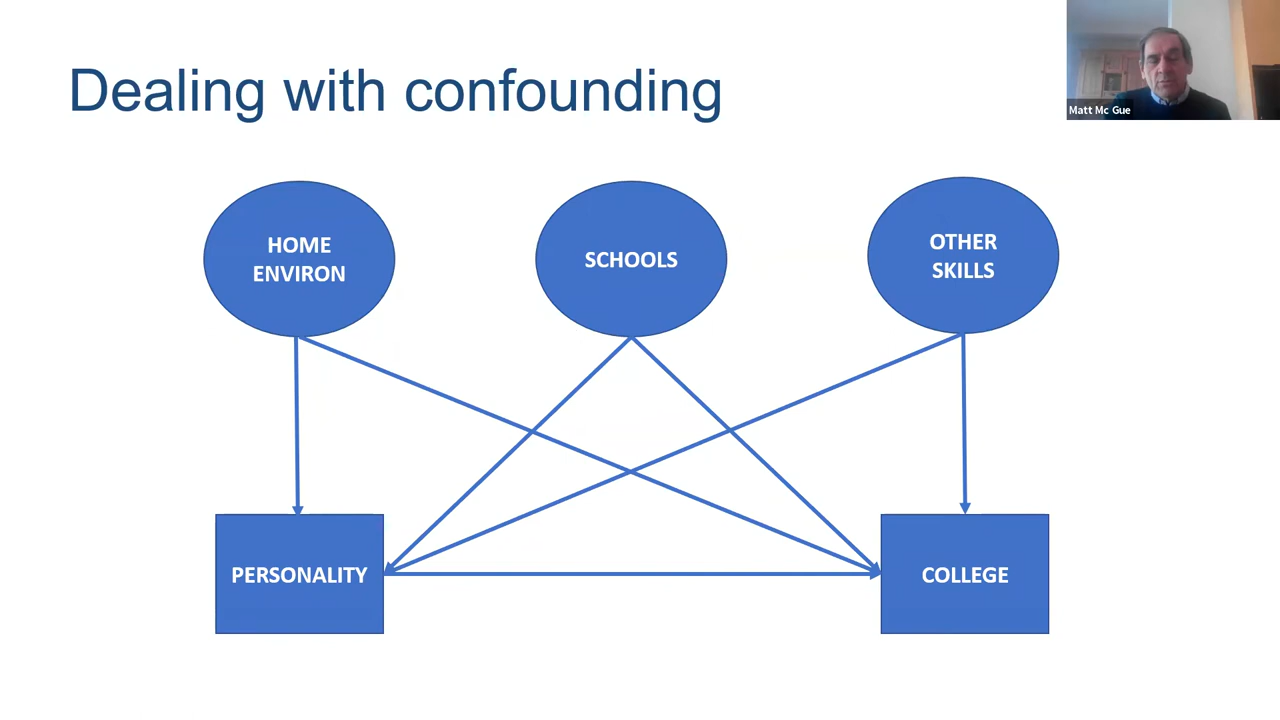 Dealing with confounding
Matt Mc Gue
HOME
ENVIRON
SCHOOLS
OTHER
SKILLS
PERSONALITY
COLLEGE